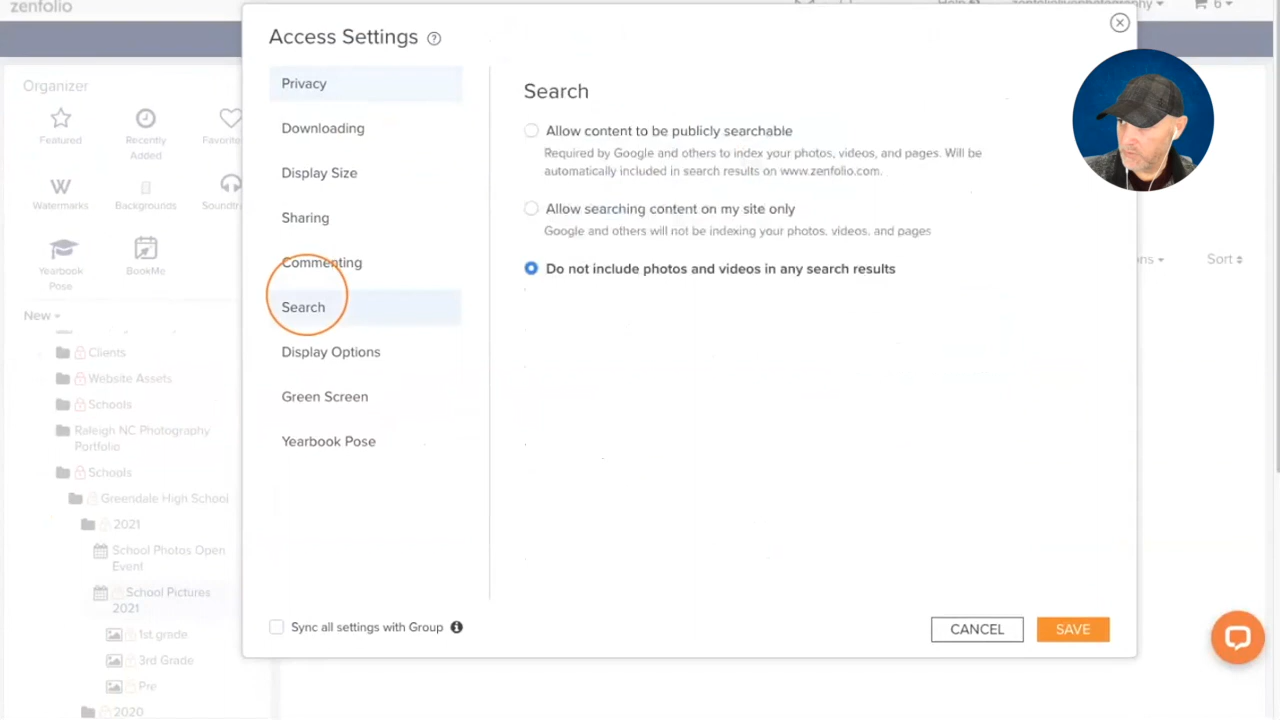 zenfolio
Help
6
Organizer
Featured
Recently
Added
Favorite
Watermarks
Backgrounds
Soundtr
Yearbook
Pose
BookMe
New
Clients
Website Assets
Schools
Raleigh NC Photography
Portfolio
Schools
Greendale High School
2021
School Photos Open
Event
School Pictures
2021
1st grade
3rd Grade
Pre
2020
Access Settings ?
Privacy
Downloading
Display Size
Sharing
Commenting
Search
Display Options
Green Screen
Yearbook Pose
Search
Allow content to be publicly searchable
Required by Google and others to index your photos, videos, and pages. Will be
automatically included in search results on www.zenfolio.com.
Allow searching content on my site only
Google and others will not be indexing your photos, videos, and pages
Do not include photos and videos in any search results
Sync all settings with Group
CANCEL
SAVE
ns
Sort